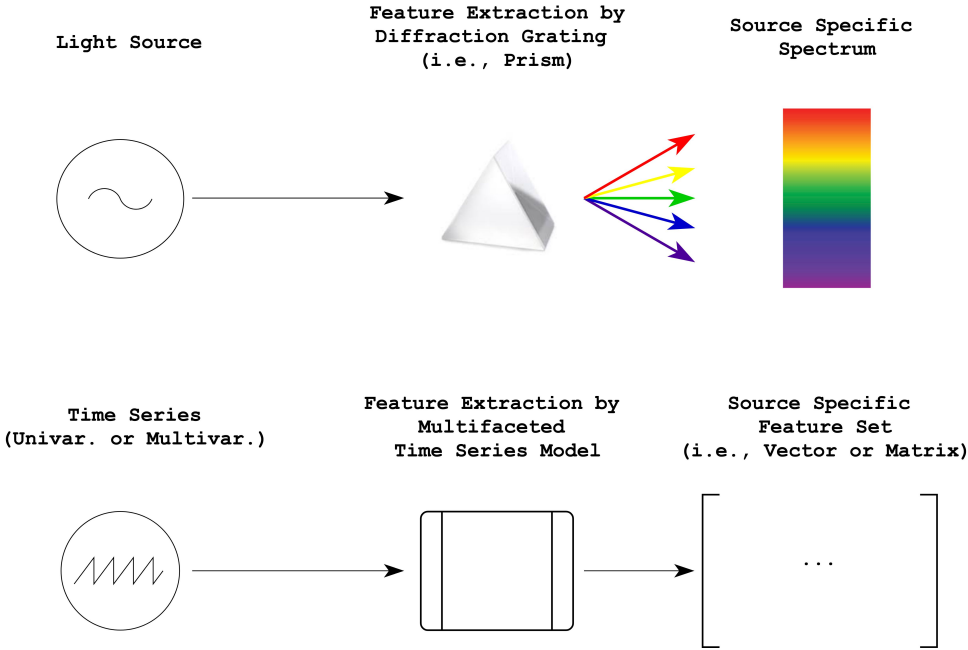 Light Source
Feature Extraction by
Diffraction Grating
(i.e., Prism)
Source Specific
Spectrum
Time Series
(Univar. or Multivar.)
Feature Extraction by
Multifaceted
Time Series Model
Source Specific
Feature Set
(i.e., Vector or Matrix)
...